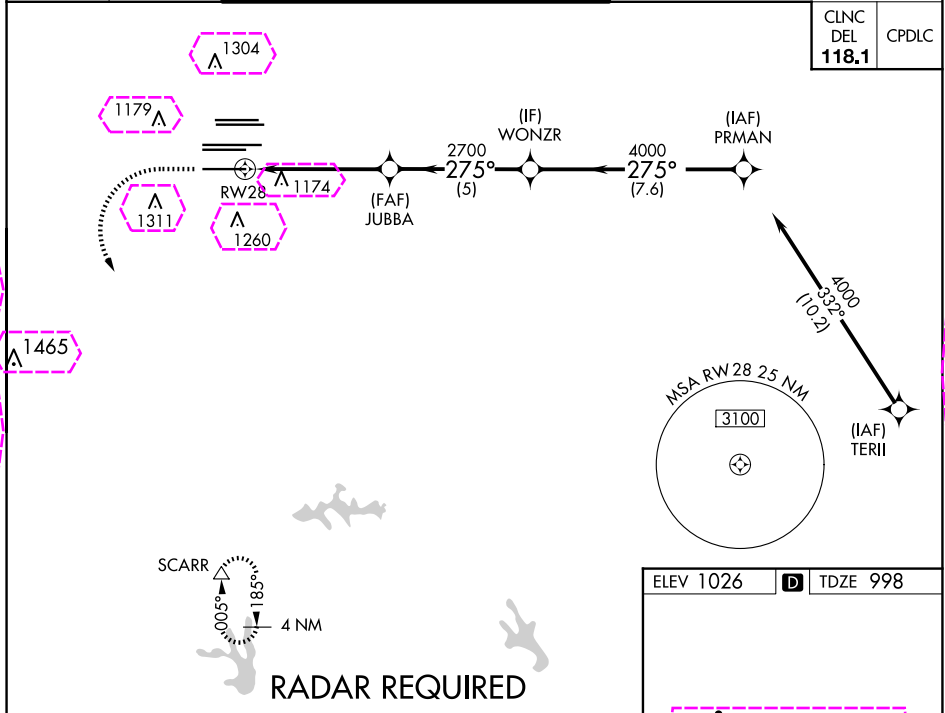 CLNC
DEL
118.1
CPDLC
1304
1179
(IF)
WONZR
(IAF)
PRMAN
2700
275°
(5)
4000
275°
(7.6)
RW28
1174
(FAF)
JUBBA
1311
1260
4000
332°
(10.2)
1465
MSA RW 28 25 NM
3100
(IAF)
TERII
SCARR
005°
185°
4 NM
ELEV 1026
D
TDZE 998
RADAR REQUIRED